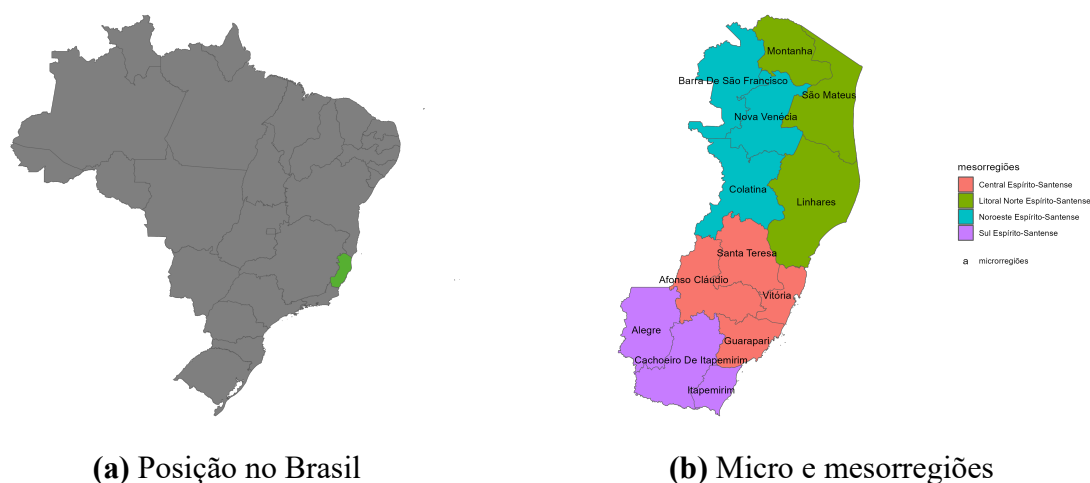 Montanha
Barra De São Francisco
São Mateus
Nova Venécia
Colatina
Linhares
Santa Teresa
Afonso Cláudio
Vitória
Alegre
Guarapari
Cachoeiro De Itapemirim
Itapemirim
mesorregiões
Central Espírito-Santense
Litoral Norte Espírito-Santense
Noroeste Espírito-Santense
Sul Espírito-Santense
a microrregiões
(a) Posição no Brasil
(b) Micro e mesorregiões